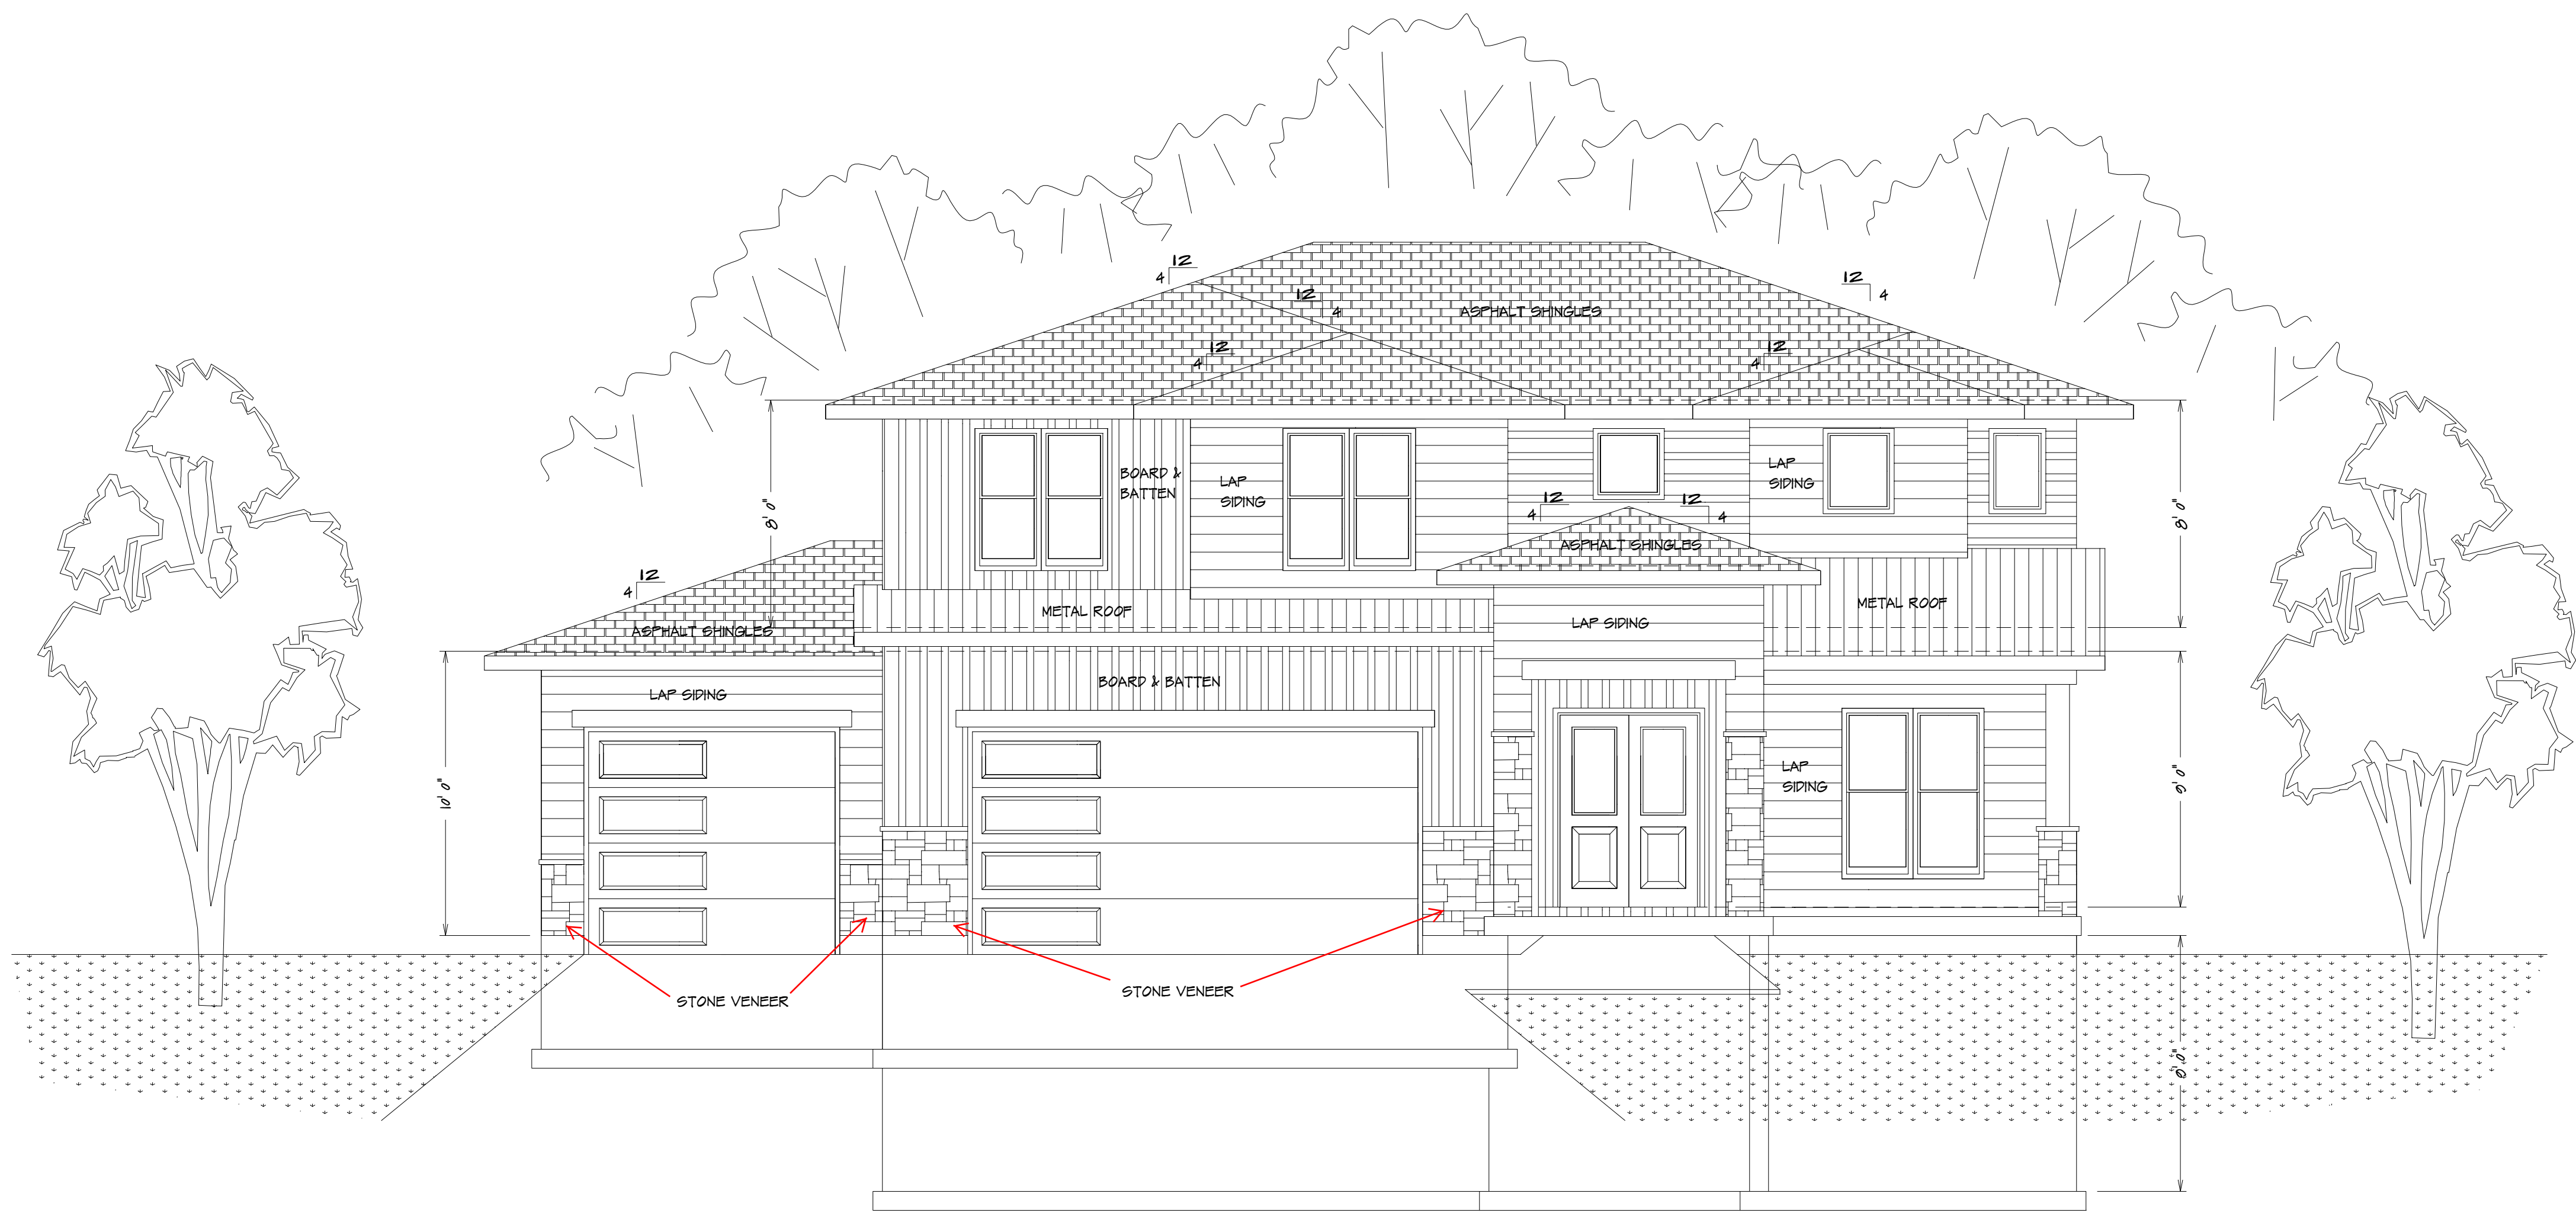 12
4
12
4
12
4
ASPHALT SHINGLES
12
4
12
4
BOARD &
BATTEN
LAP
SIDING
LAP
SIDING
8' 0"
8' 0"
12
4
12
4
ASPHALT SHINGLES
12
4
METAL ROOF
METAL ROOF
ASPHALT SHINGLES
LAP SIDING
BOARD & BATTEN
LAP SIDING
LAP
SIDING
10' 0"
9' 0"
STONE VENEER
STONE VENEER
9' 0"